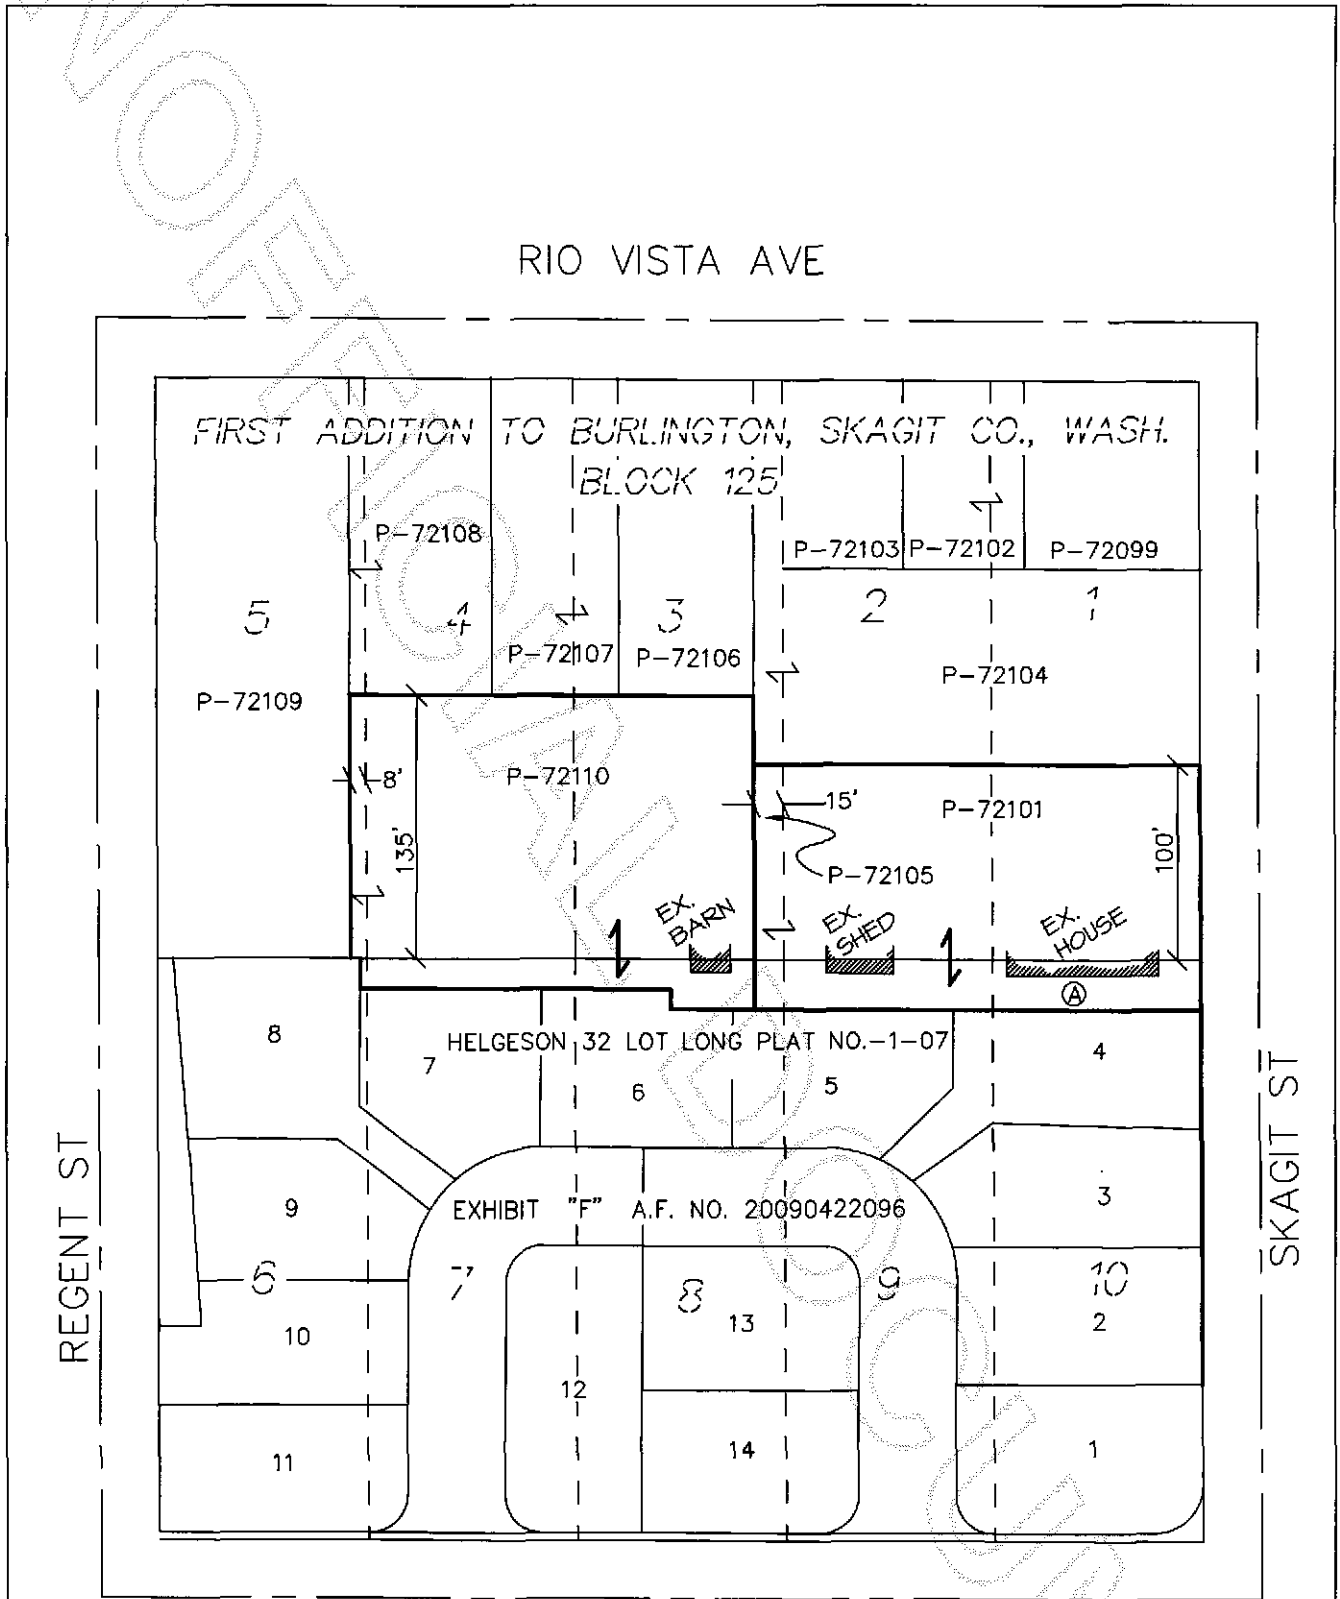 RIO VISTA AVE
FIRST ADDITION TO BURLINGTON, SKAGIT CO., WASH.
BLOCK 125
P-72108
P-72103
P-72102
P-72099
5
4
3
2
1
P-72107
P-72106
P-72104
P-72109
8'
P-72110
15'
P-72101
135'
100'
P-72105
EX.
BARN
EX.
SHED
EX.
HOUSE
A
8
7
HELGESON 32 LOT LONG PLAT NO.-1-07
4
6
5
REGENT ST
SKAGIT ST
9
EXHIBIT "F" A.F. NO. 20090422096
3
6
7
8
9
10
10
13
2
12
11
14
1
UNOFFICIAL DOCUM